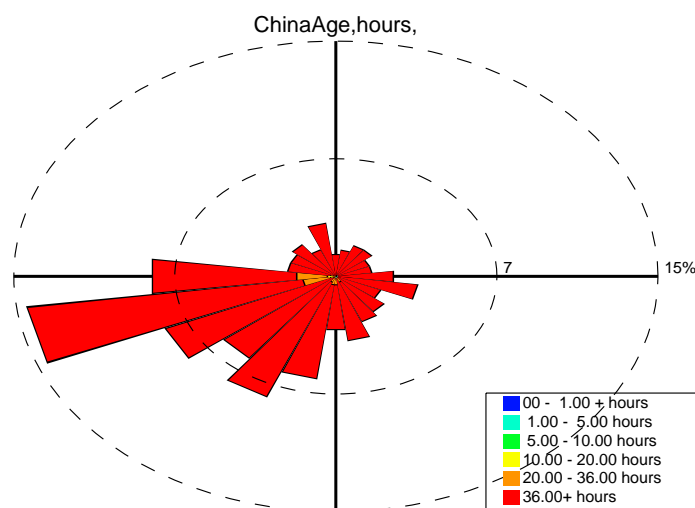 ChinaAge,hours,
7
15%
00 -  1.00 + hours
1.00 -  5.00 hours
5.00 - 10.00 hours
10.00 - 20.00 hours
20.00 - 36.00 hours
36.00+ hours